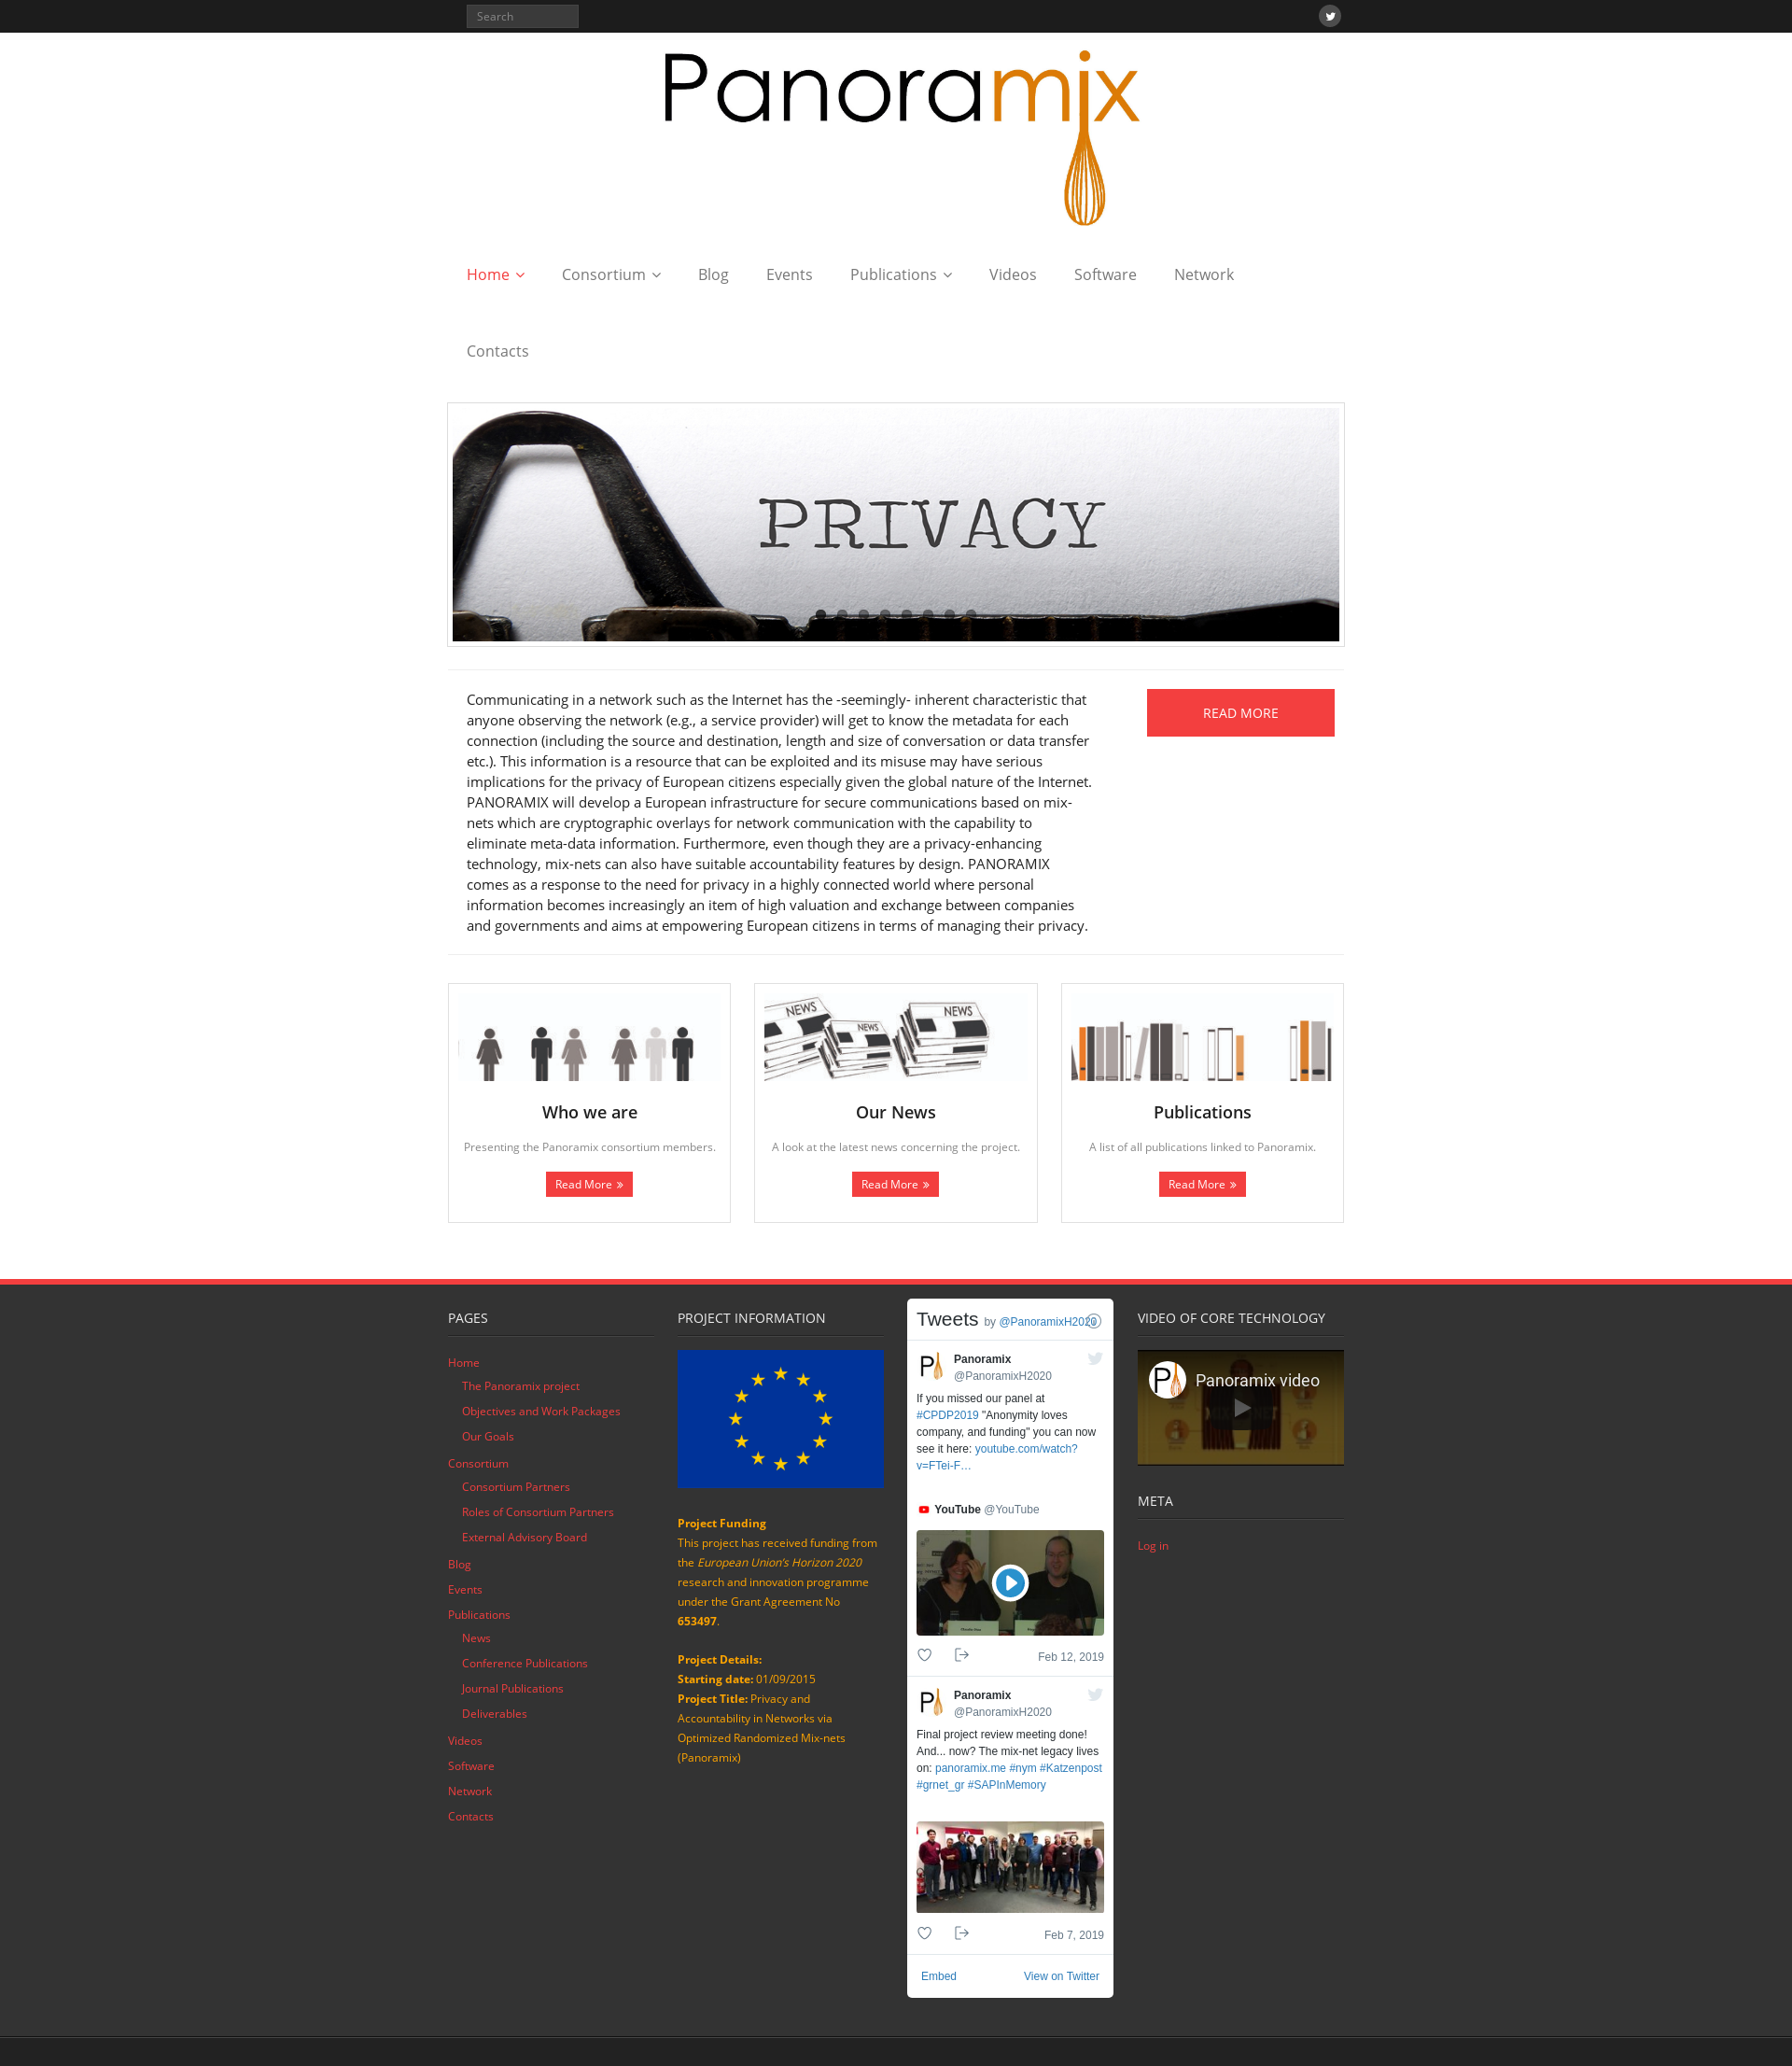 Search
Panoramix
Home
Consortium
Blog
Events
Publications
Videos
Software
Network
Contacts
PRIVACY
Communicating in a network such as the Internet has the -seemingly- inherent characteristic that
anyone observing the network (e.g., a service provider) will get to know the metadata for each
connection (including the source and destination, length and size of conversation or data transfer
etc.). This information is a resource that can be exploited and its misuse may have serious
implications for the privacy of European citizens especially given the global nature of the Internet.
PANORAMIX will develop a European infrastructure for secure communications based on mix-
nets which are cryptographic overlays for network communication with the capability to
eliminate meta-data information. Furthermore, even though they are a privacy-enhancing
technology, mix-nets can also have suitable accountability features by design. PANORAMIX
comes as a response to the need for privacy in a highly connected world where personal
information becomes increasingly an item of high valuation and exchange between companies
and governments and aims at empowering European citizens in terms of managing their privacy.
READ MORE
Who we are
Presenting the Panoramix consortium members.
Read More
NEWS
NEWS
NEWS
Our News
A look at the latest news concerning the project.
Read More
Publications
A list of all publications linked to Panoramix.
Read More
PAGES
Home
The Panoramix project
Objectives and Work Packages
Our Goals
Consortium
Consortium Partners
Roles of Consortium Partners
External Advisory Board
Blog
Events
Publications
News
Conference Publications
Journal Publications
Deliverables
Videos
Software
Network
Contacts
PROJECT INFORMATION
Project Funding
This project has received funding from
the European Union's Horizon 2020
research and innovation programme
under the Grant Agreement No
653497.
Project Details:
Starting date: 01/09/2015
Project Title: Privacy and
Accountability in Networks via
Optimized Randomized Mix-nets
(Panoramix)
Tweets by @PanoramixH2020
Panoramix
@PanoramixH2020
If you missed our panel at
#CPDP2019 "Anonymity loves
company, and funding" you can now
see it here: youtube.com/watch?
v=FTei-F…
YouTube @YouTube
Feb 12, 2019
Panoramix
@PanoramixH2020
Final project review meeting done!
And... now? The mix-net legacy lives
on: panoramix.me #nym #Katzenpost
#grnet_gr #SAPInMemory
Feb 7, 2019
Embed
View on Twitter
VIDEO OF CORE TECHNOLOGY
P
Panoramix video
META
Log in